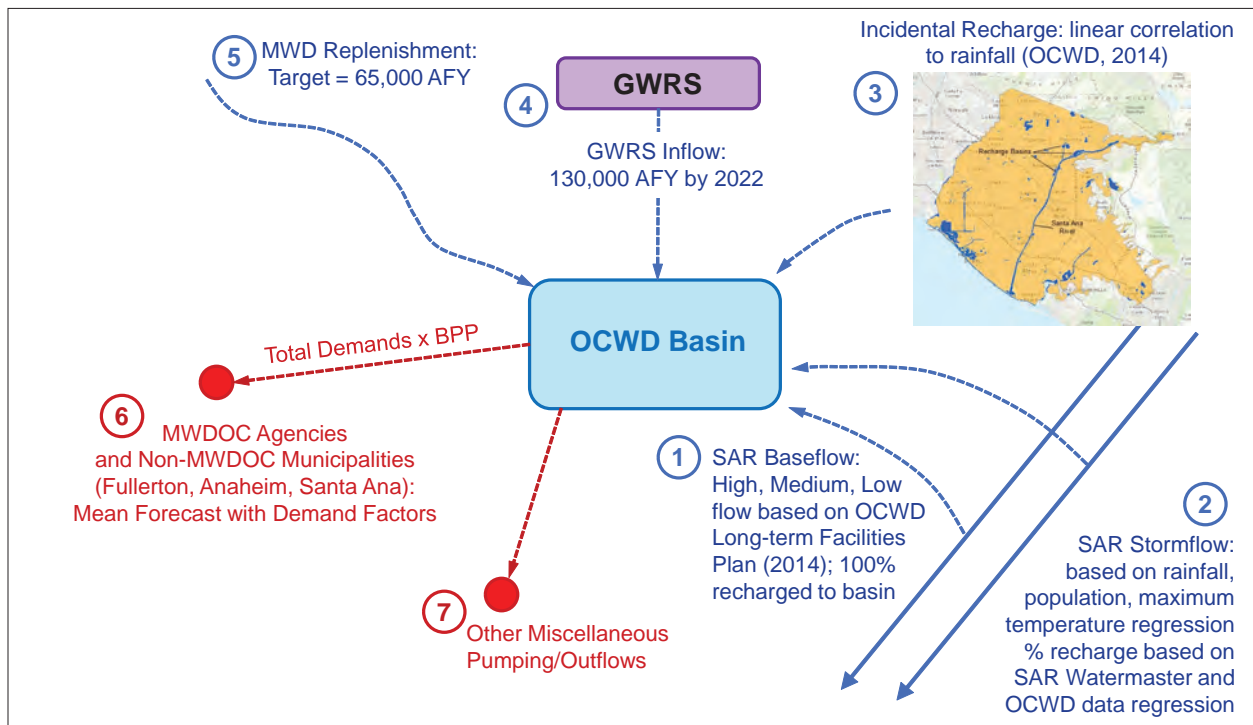 5
MWD Replenishment:
Target = 65,000 AFY
GWRS
4
GWRS Inflow:
130,000 AFY by 2022
Incidental Recharge: linear correlation
to rainfall (OCWD, 2014)
3
Recharge Basins
Santa Ana
River
OCWD Basin
Total Demands x BPP
6
MWDOC Agencies
and Non-MWDOC Municipalities
(Fullerton, Anaheim, Santa Ana):
Mean Forecast with Demand Factors
7
Other Miscellaneous
Pumping/Outflows
1
SAR Baseflow:
High, Medium, Low
flow based on OCWD
Long-term Facilities
Plan (2014); 100%
recharged to basin
2
SAR Stormflow:
based on rainfall,
population, maximum
temperature regression
% recharge based on
SAR Watermaster and
OCWD data regression